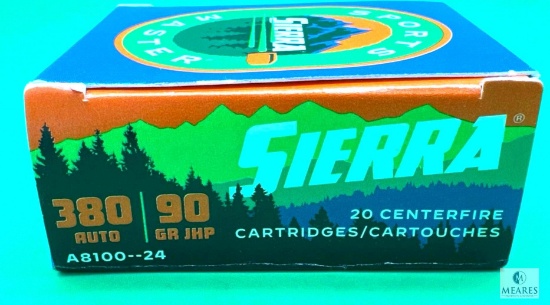 SPORTS
MASTER
SIERRA
SIERRA®
380
AUTO
90
GR JHP
20 CENTERFIRE
CARTRIDGES/CARTOUCHES
A8100--24
MEARES